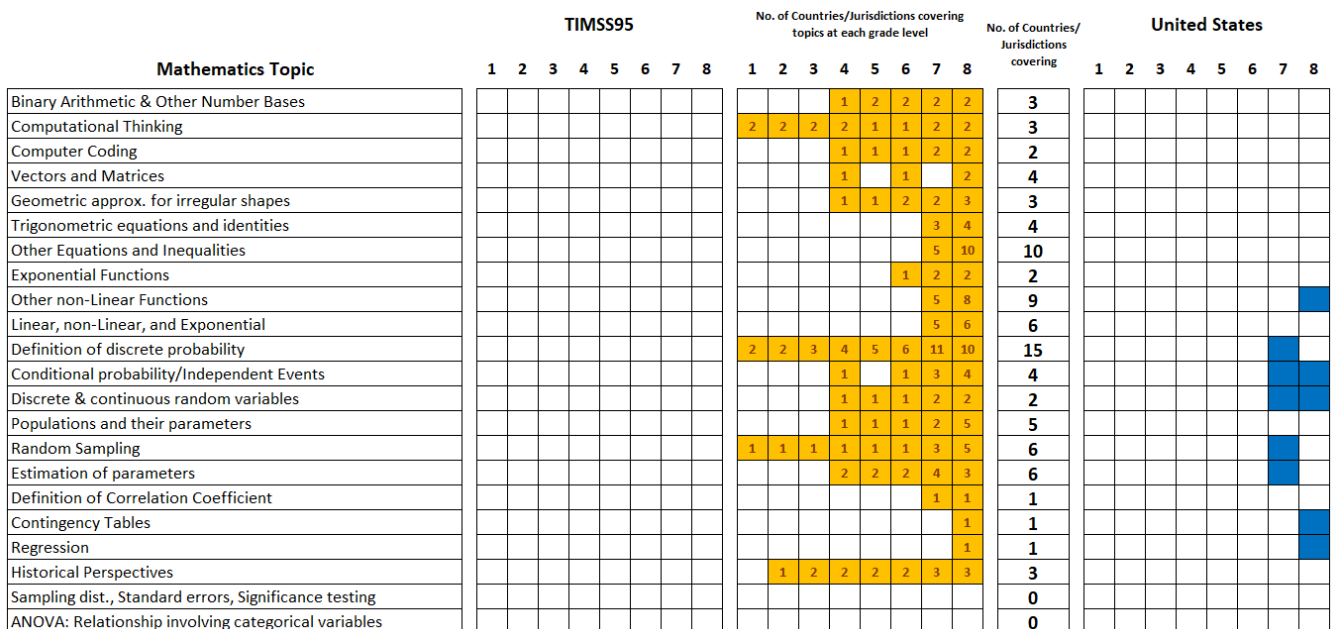 TIMSS95
No. of Countries/Jurisdictions covering
topics at each grade level
No. of Countries/
Jurisdictions
covering
United States
Mathematics Topic
1 2 3 4 5 6 7 8
1 2 3 4 5 6 7 8
1 2 3 4 5 6 7 8
Binary Arithmetic & Other Number Bases 1 2 2 2 2 3
Computational Thinking 2 2 2 2 1 1 2 2 3
Computer Coding 1 1 1 2 2 2
Vectors and Matrices 1 1 2 4
Geometric approx. for irregular shapes 1 1 2 2 3 3
Trigonometric equations and identities 3 4 4
Other Equations and Inequalities 5 10 10
Exponential Functions 1 2 2 2
Other non-Linear Functions 5 8 9
Linear, non-Linear, and Exponential 5 6 6
Definition of discrete probability 2 2 3 4 5 6 11 10 15
Conditional probability/Independent Events 1 1 3 4 4
Discrete & continuous random variables 1 1 1 2 2 2
Populations and their parameters 1 1 1 2 5 5
Random Sampling 1 1 1 1 1 1 3 5 6
Estimation of parameters 2 2 2 4 3 6
Definition of Correlation Coefficient 1 1 1
Contingency Tables 1 1
Regression 1 1
Historical Perspectives 1 2 2 2 2 3 3 3
Sampling dist., Standard errors, Significance testing 0
ANOVA: Relationship involving categorical variables 0